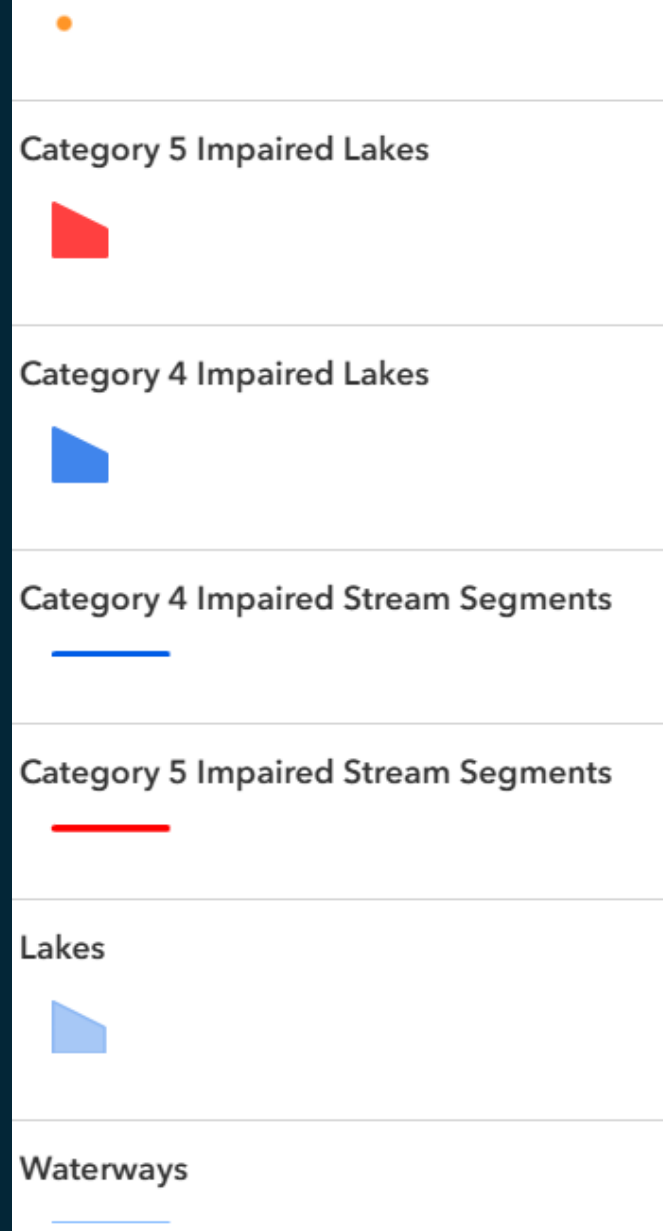 Category 5 Impaired Lakes
Category 4 Impaired Lakes
Category 4 Impaired Stream Segments
Category 5 Impaired Stream Segments
Lakes
Waterways